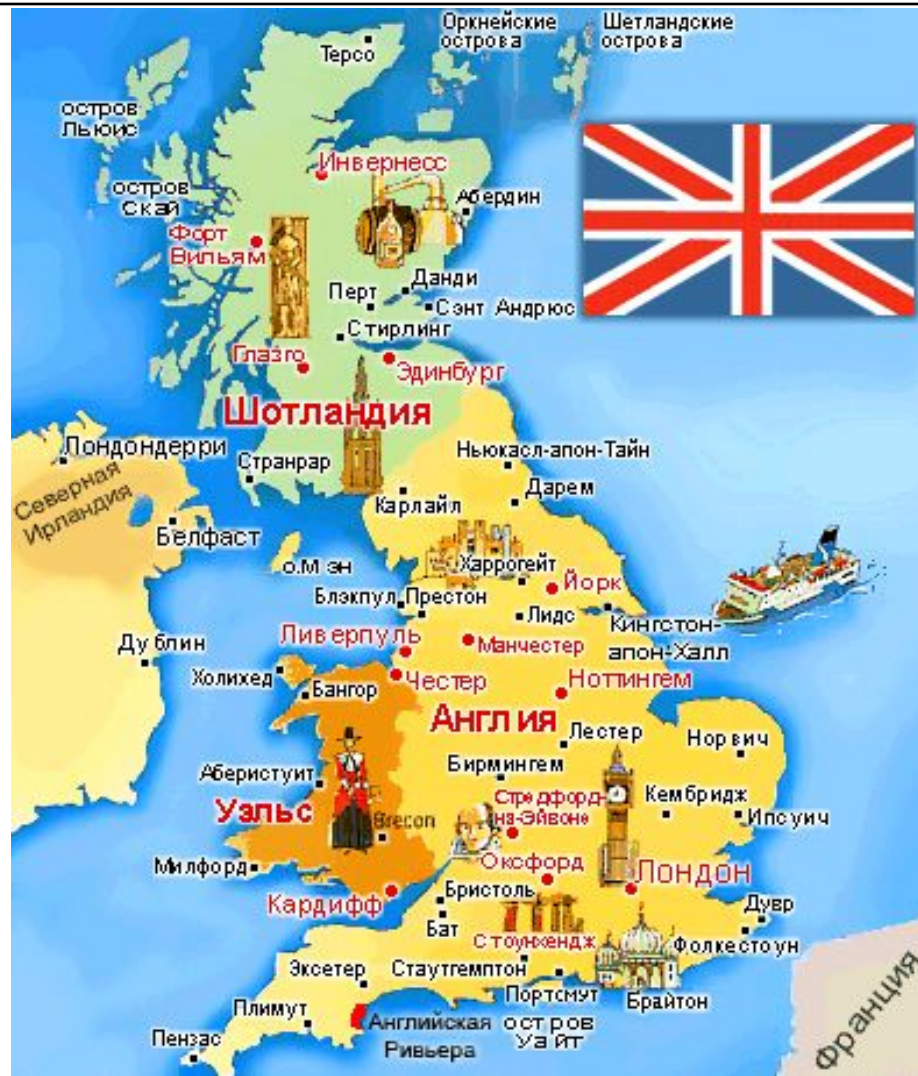 Оркнейские
острова
Шетландские
острова
Терсо
остров
Льюис
Инвернесс
остров
Скай
Абердин
Форт
Вильям
Данди
Перт
Сэнт Андрюс
Стирлинг
Глазго
Эдинбург
Шотландия
Лондондерри
Ньюкасл-апон-Тайн
Странрар
Северная
Ирландия
Карлайл
Дарем
Белфаст
о.Мэн
Харрогейт
Йорк
Блэкпул
Престон
Лидс
Кингстон-
апон-Халл
Ливерпуль
Манчестер
Дублин
Холихед
Бангор
Честер
Ноттингем
Англия
Лестер
Норвич
Аберистуит
Бирмингем
Уэльс
Стредфорд-
на-Эйвоне
Кембридж
Ипсуич
Brecon
Милфорд
Оксфорд
Лондон
Кардифф
Бристоль
Дувр
Бат
Стоунхендж
Фолкестоун
Эксетер
Стаутгемптон
Портсмут
Брайтон
Плимут
Английская
Ривьера
остров
Уайт
Пензас
Франция